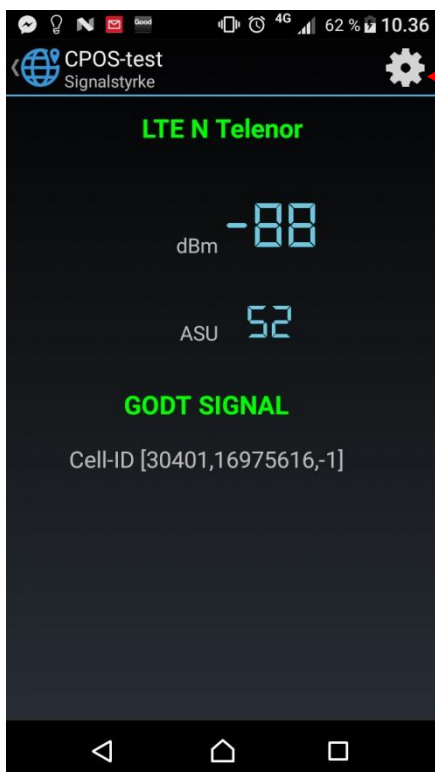 Good 4G 62 % 10.36
CPOS-test
Signalstyrke
LTE N Telenor
dBm -88
ASU 52
GODT SIGNAL
Cell-ID [30401,16975616,-1]